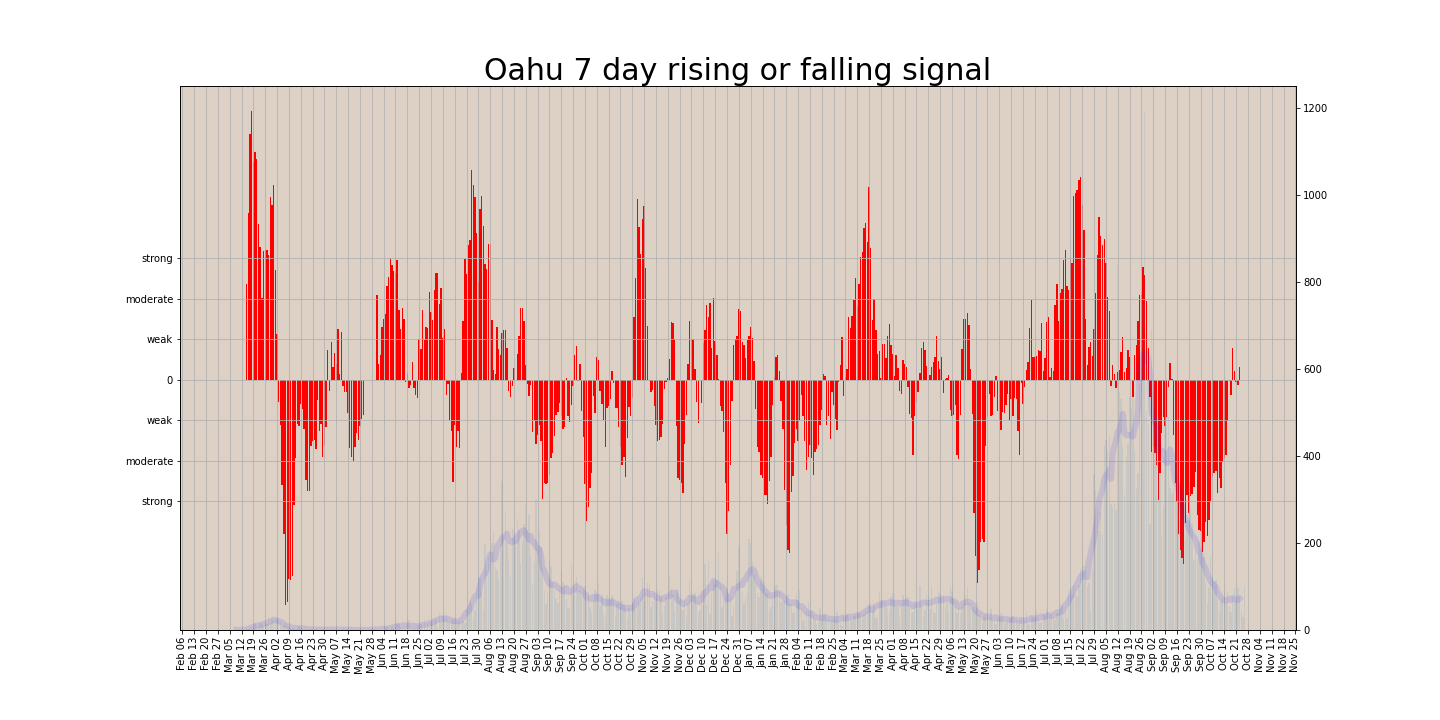 Oahu 7 day rising or falling signal
strong
moderate
weak
0
weak
moderate
strong
1200
1000
800
600
400
200
0
Feb 06
Feb 13
Feb 20
Feb 27
Mar 05
Mar 12
Mar 19
Mar 26
Apr 02
Apr 09
Apr 16
Apr 23
Apr 30
May 07
May 14
May 21
May 28
Jun 04
Jun 11
Jun 18
Jun 25
Jul 02
Jul 09
Jul 16
Jul 23
Jul 30
Aug 06
Aug 13
Aug 20
Aug 27
Sep 03
Sep 10
Sep 17
Sep 24
Oct 01
Oct 08
Oct 15
Oct 22
Oct 29
Nov 05
Nov 12
Nov 19
Nov 26
Dec 03
Dec 10
Dec 17
Dec 24
Dec 31
Jan 07
Jan 14
Jan 21
Jan 28
Feb 04
Feb 11
Feb 18
Feb 25
Mar 04
Mar 11
Mar 18
Mar 25
Apr 01
Apr 08
Apr 15
Apr 22
Apr 29
May 06
May 13
May 20
May 27
Jun 03
Jun 10
Jun 17
Jun 24
Jul 01
Jul 08
Jul 15
Jul 22
Jul 29
Aug 05
Aug 12
Aug 19
Aug 26
Sep 02
Sep 09
Sep 16
Sep 23
Sep 30
Oct 07
Oct 14
Oct 21
Oct 28
Nov 04
Nov 11
Nov 18
Nov 25